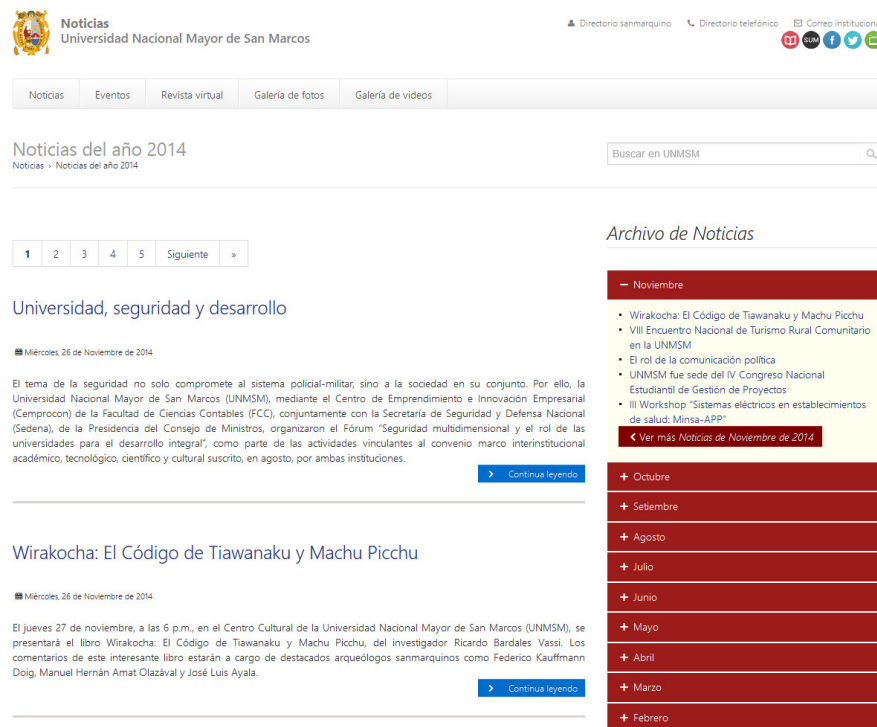 Noticias
Universidad Nacional Mayor de San Marcos
Directorio sanmarquino Directorio telefónico Correo instituciona
SUM
Noticias Eventos Revista virtual Galería de fotos Galería de videos
Noticias del año 2014
Noticias › Noticias del año 2014
Buscar en UNMSM
1 2 3 4 5 Siguiente »
Universidad, seguridad y desarrollo
Miércoles, 26 de Noviembre de 2014
El tema de la seguridad no solo compromete al sistema policial-militar, sino a la sociedad en su conjunto. Por ello, la
Universidad Nacional Mayor de San Marcos (UNMSM), mediante el Centro de Emprendimiento e Innovación Empresarial
(Cemprocon) de la Facultad de Ciencias Contables (FCC), conjuntamente con la Secretaría de Seguridad y Defensa Nacional
(Sedena), de la Presidencia del Consejo de Ministros, organizaron el Fórum "Seguridad multidimensional y el rol de las
universidades para el desarrollo integral", como parte de las actividades vinculantes al convenio marco interinstitucional
académico, tecnológico, científico y cultural suscrito, en agosto, por ambas instituciones.
Continua leyendo
Wirakocha: El Código de Tiawanaku y Machu Picchu
Miércoles, 26 de Noviembre de 2014
El jueves 27 de noviembre, a las 6 p.m., en el Centro Cultural de la Universidad Nacional Mayor de San Marcos (UNMSM), se
presentará el libro Wirakocha: El Código de Tiawanaku y Machu Picchu, del investigador Ricardo Bardales Vassi. Los
comentarios de este interesante libro estarán a cargo de destacados arqueólogos sanmarquinos como Federico Kauffmann
Doig, Manuel Hernán Amat Olazával y José Luis Ayala.
Continua leyendo
Archivo de Noticias
Noviembre
Wirakocha: El Código de Tiawanaku y Machu Picchu
VIII Encuentro Nacional de Turismo Rural Comunitario
en la UNMSM
El rol de la comunicación política
UNMSM fue sede del IV Congreso Nacional
Estudiantil de Gestión de Proyectos
III Workshop "Sistemas eléctricos en establecimientos
de salud: Minsa-APP"
Ver más Noticias de Noviembre de 2014
Octubre
Setiembre
Agosto
Julio
Junio
Mayo
Abril
Marzo
Febrero